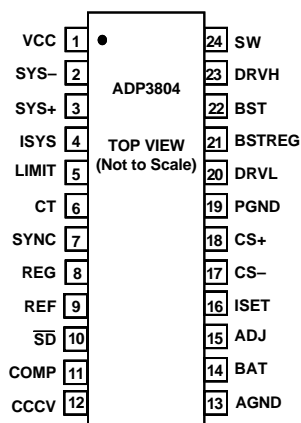 VCC 1 24 SW
SYS– 2 23 DRVH
ADP3804
SYS+ 3 22 BST
ISYS 4 21 BSTREG
TOP VIEW
LIMIT 5 (Not to Scale) 20 DRVL
CT 6 19 PGND
SYNC 7 18 CS+
REG 8 17 CS–
REF 9 16 ISET
SD 10 15 ADJ
COMP 11 14 BAT
CCCV 12 13 AGND